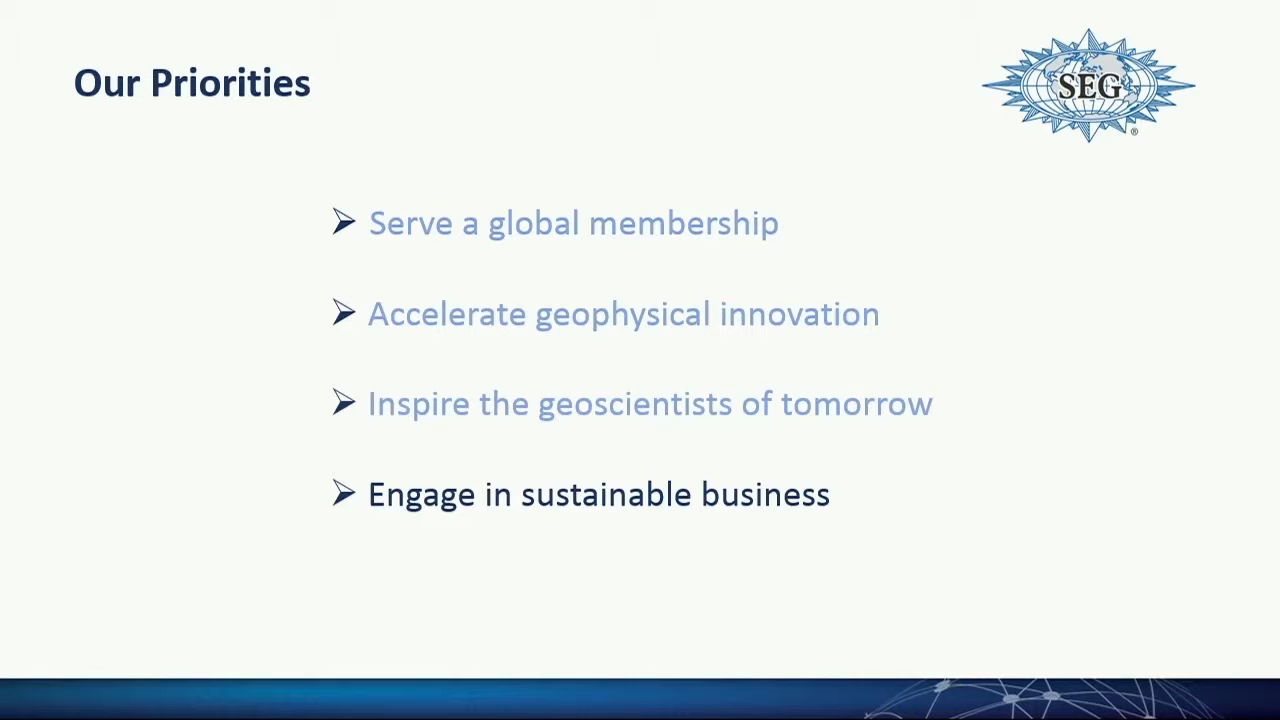 Our Priorities
SEG
®
➢ Serve a global membership
➢ Accelerate geophysical innovation
➢ Inspire the geoscientists of tomorrow
➢ Engage in sustainable business